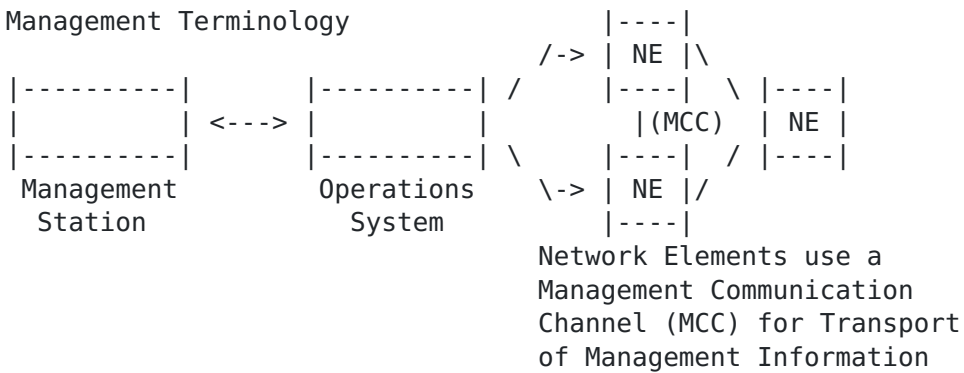 Management Terminology                 |----|
                                  /-> | NE |\
|----------|        |----------| /     |----|  \ |----|
|          | <---> |          |         |(MCC)  | NE |
|----------|        |----------| \     |----|  / |----|
 Management         Operations    \-> | NE |/
  Station             System           |----|
                                  Network Elements use a
                                  Management Communication
                                  Channel (MCC) for Transport
                                  of Management Information